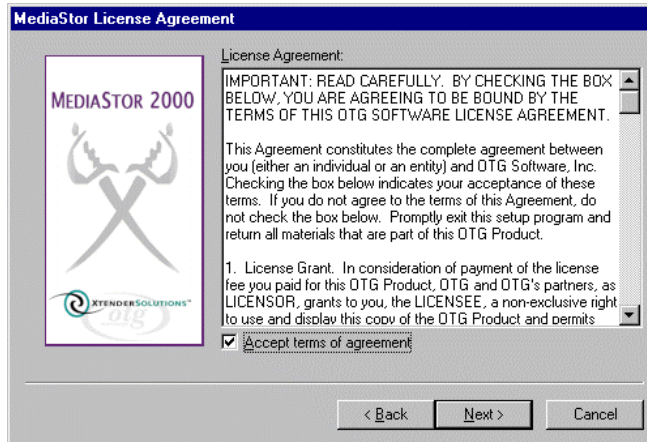 MediaStor License Agreement
MEDIASTOR 2000
XTENDERSOLUTIONS™
otg
License Agreement:
IMPORTANT: READ CAREFULLY.  BY CHECKING THE BOX
BELOW, YOU ARE AGREEING TO BE BOUND BY THE
TERMS OF THIS OTG SOFTWARE LICENSE AGREEMENT.
This Agreement constitutes the complete agreement between
you (either an individual or an entity) and OTG Software, Inc.
Checking the box below indicates your acceptance of these
terms.  If you do not agree to the terms of this Agreement, do
not check the box below.  Promptly exit this setup program and
return all materials that are part of this OTG Product.
1.  License Grant.  In consideration of payment of the license
fee you paid for this OTG Product, OTG and OTG's partners, as
LICENSOR, grants to you, the LICENSEE, a non-exclusive right
to use and display this copy of the OTG Product and permits
Accept terms of agreement
< Back
Next >
Cancel